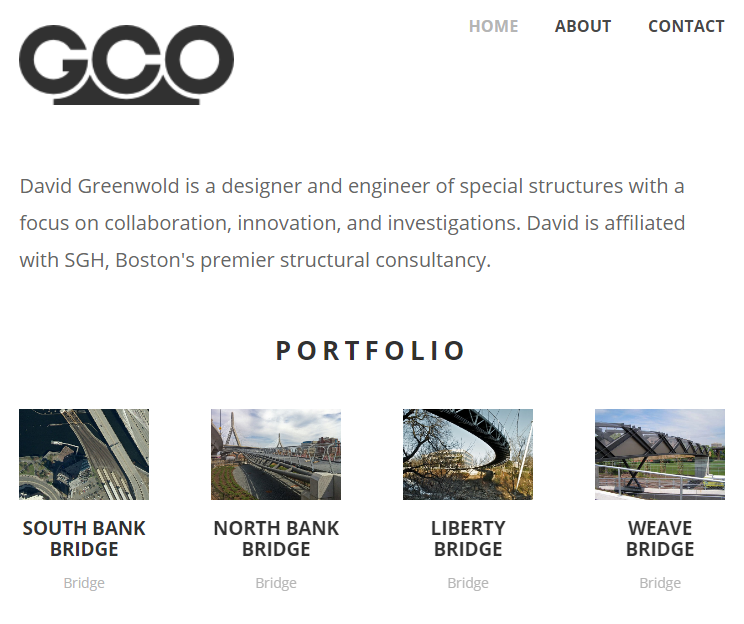 GCO
HOME ABOUT CONTACT
David Greenwold is a designer and engineer of special structures with a
focus on collaboration, innovation, and investigations. David is affiliated
with SGH, Boston's premier structural consultancy.
PORTFOLIO
SOUTH BANK
BRIDGE
Bridge
NORTH BANK
BRIDGE
Bridge
LIBERTY
BRIDGE
Bridge
WEAVE
BRIDGE
Bridge